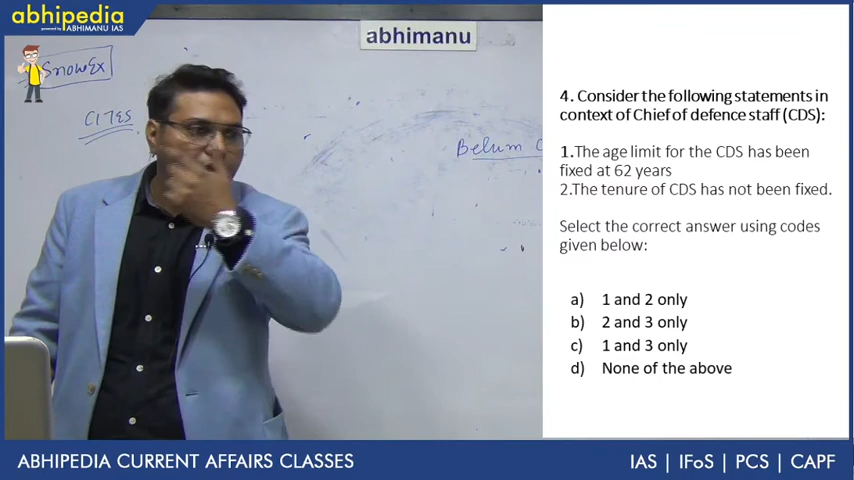 abhipedia
powered by ABHIMANU IAS
SnowEx
CITES
abhimanu
Belum
4. Consider the following statements in
context of Chief of defence staff (CDS):
1.The age limit for the CDS has been
fixed at 62 years
2.The tenure of CDS has not been fixed.
Select the correct answer using codes
given below:
a) 1 and 2 only
b) 2 and 3 only
c) 1 and 3 only
d) None of the above
ABHIPEDIA CURRENT AFFAIRS CLASSES
IAS | IFoS | PCS | CAPF